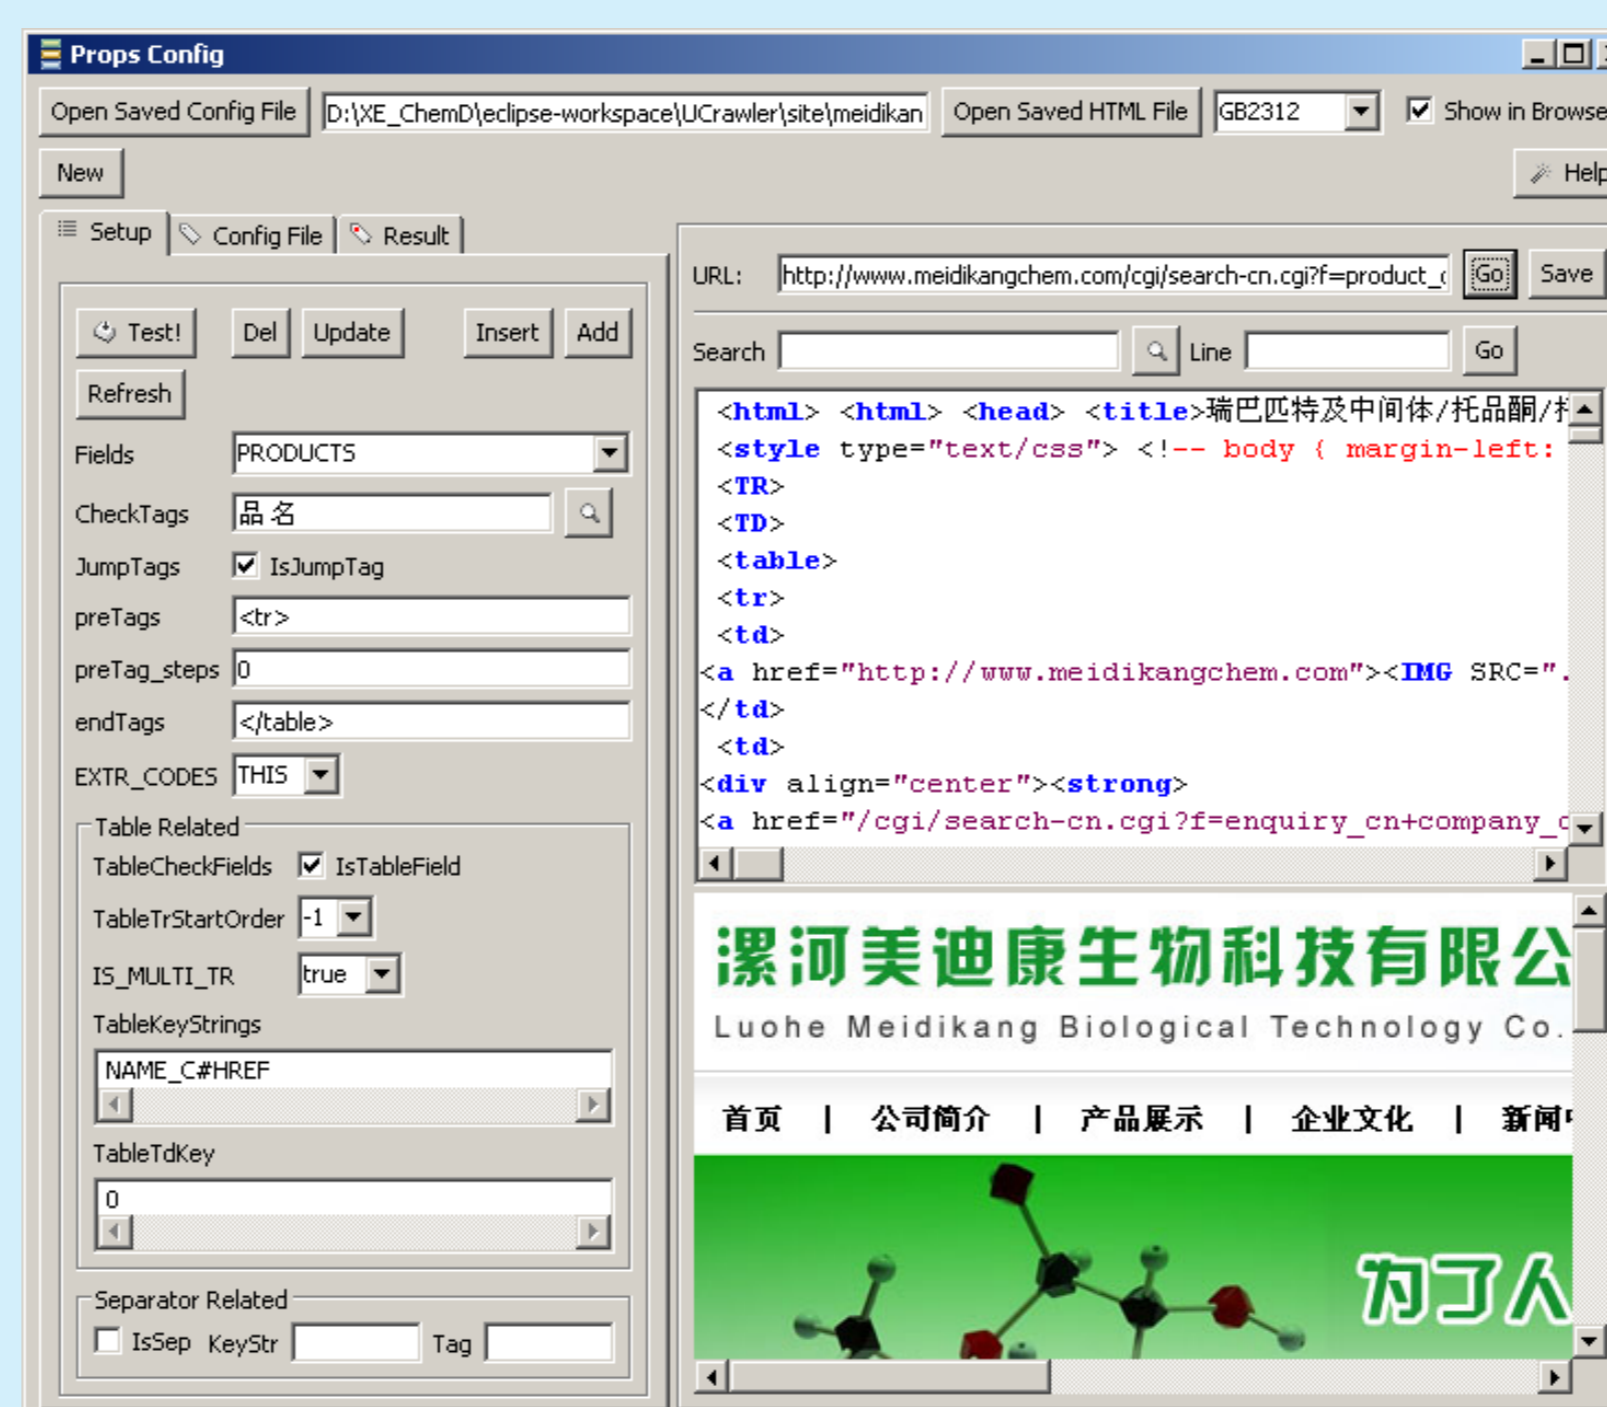 Props Config
Open Saved Config File D:\XE_ChemD\eclipse-workspace\UCrawler\site\meidikan Open Saved HTML File GB2312 Show in Browse
New Help
Setup Config File Result
URL: http://www.meidikangchem.com/cgi/search-cn.cgi?f=product_ Go Save
Test! Del Update Insert Add
Search Line Go
Refresh
Fields PRODUCTS
CheckTags 品 名
JumpTags IsJumpTag
preTags <tr>
preTag_steps 0
endTags </table>
EXTR_CODES THIS
Table Related
TableCheckFields IsTableField
TableTrStartOrder -1
IS_MULTI_TR true
TableKeyStrings
NAME_C#HREF
TableTdKey
0
Separator Related
IsSep KeyStr Tag
<html> <html> <head> <title>瑞巴匹特及中间体/托品酮/
<style type="text/css"> <!-- body { margin-left:
<TR>
<TD>
<table>
<tr>
<td>
<a href="http://www.meidikangchem.com"><IMG SRC=".
</td>
<td>
<div align="center"><strong>
<a href="/cgi/search-cn.cgi?f=enquiry_cn+company_
漯河美迪康生物科技有限公
Luohe Meidikang Biological Technology Co.
首页 | 公司简介 | 产品展示 | 企业文化 | 新闻
为了人